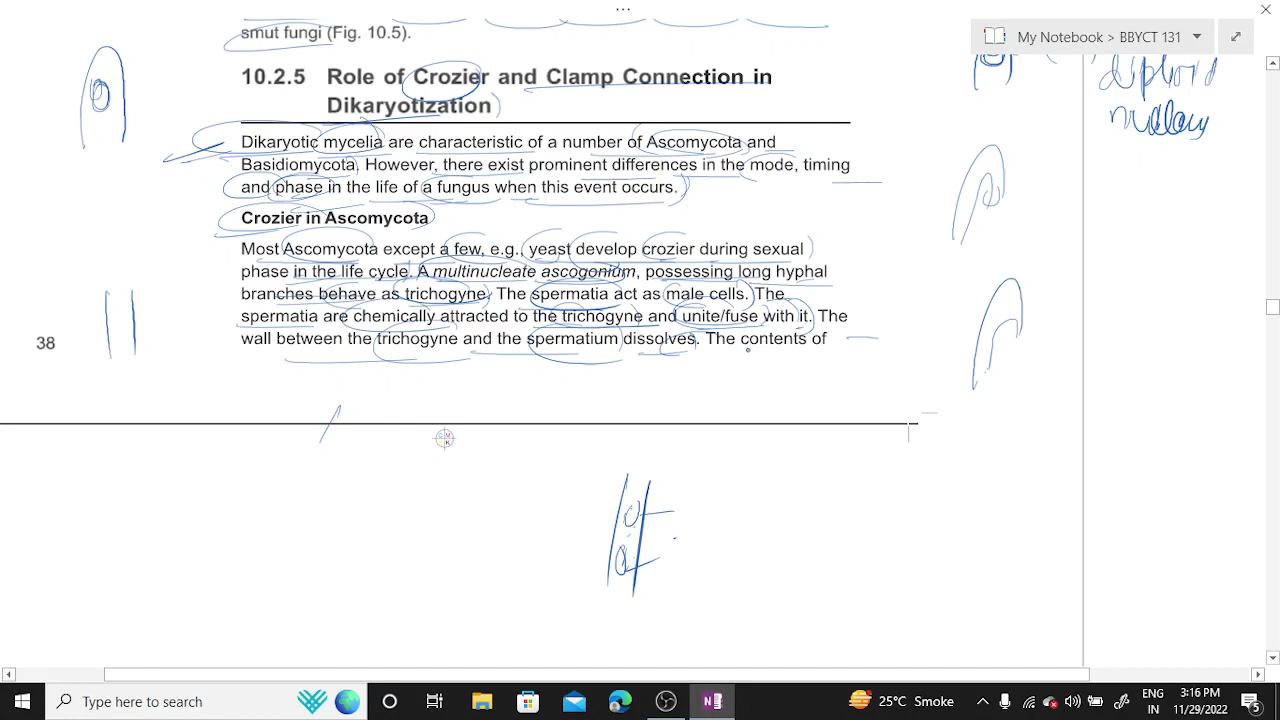 ...
My Notebook > BBYCT 131
smut fungi (Fig. 10.5).
10.2.5 Role of Crozier and Clamp Connection in
Dikaryotization
diploid
Dikaryotic mycelia are characteristic of a number of Ascomycota and
Basidiomycota. However, there exist prominent differences in the mode, timing
and phase in the life of a fungus when this event occurs.
Crozier in Ascomycota
Most Ascomycota except a few, e.g., yeast develop crozier during sexual
phase in the life cycle. A multinucleate ascogonidm, possessing long hyphal
branches behave as trichogyne. The spermatia act as male cells. The
spermatia are chemically attracted to the trichogyne and unite/fuse with it. The
wall between the trichogyne and the spermatium dissolves. The contents of
38
Type here to search
25°C Smoke
ENG
IN
3:16 PM
11/29/2022
5